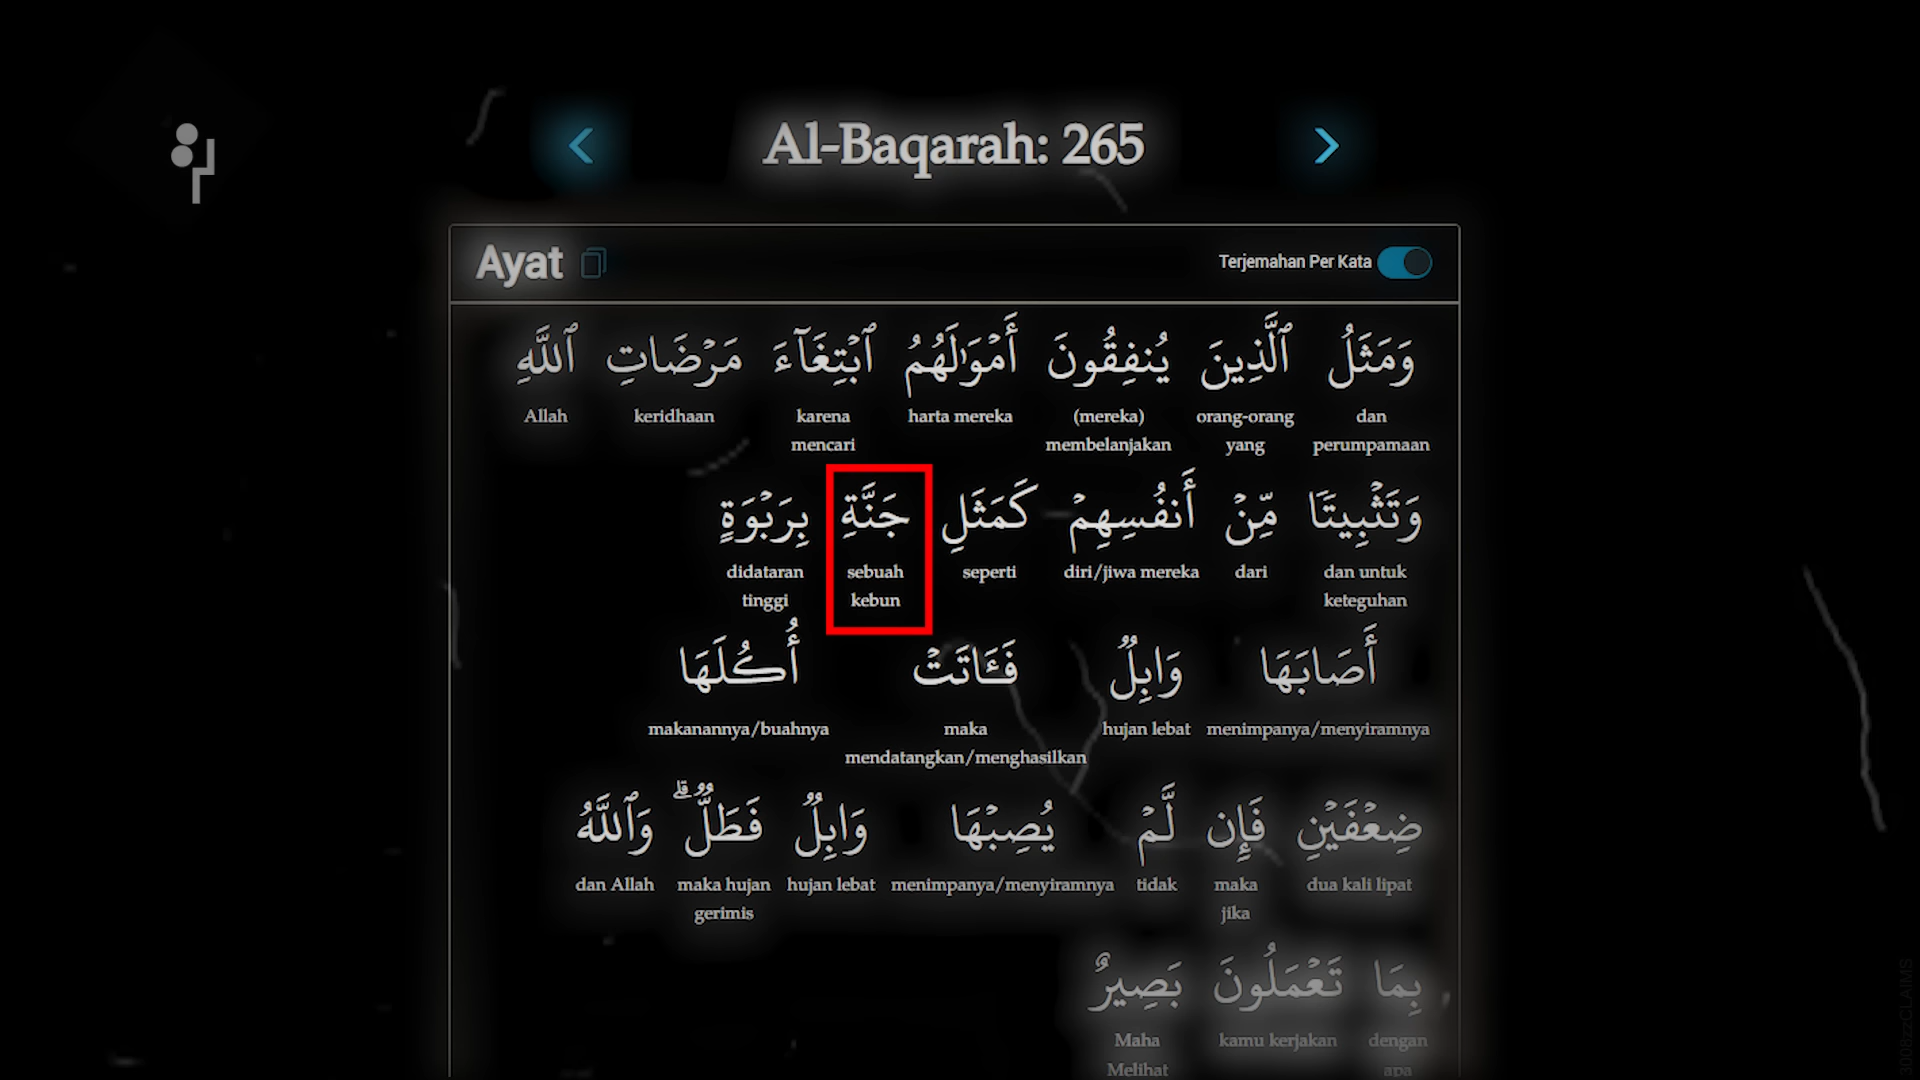 Al-Baqarah: 265
Ayat
Terjemahan Per Kata
وَمَثَلُ ٱلَّذِينَ يُنفِقُونَ أَمْوَٰلَهُمُ ٱبْتِغَآءَ مَرْضَاتِ ٱللَّهِ
dan perumpamaan orang-orang yang (mereka) membelanjakan harta mereka karena mencari keridhaan Allah
وَتَثْبِيتًا مِّنْ أَنفُسِهِمْ كَمَثَلِ جَنَّةِ بِرَبْوَةٍ
dan untuk keteguhan dari diri/jiwa mereka seperti sebuah kebun didataran tinggi
أَصَابَهَا وَابِلٌ فَـَٔاتَتْ أُكُلَهَا
menimpanya/menyiramnya hujan lebat maka mendatangkan/menghasilkan makanannya/buahnya
ضِعْفَيْنِ فَإِن لَّمْ يُصِبْهَا وَابِلٌ فَطَلٌّ ۗ وَٱللَّهُ
dua kali lipat maka jika tidak menimpanya/menyiramnya hujan lebat maka hujan gerimis dan Allah
بِمَا تَعْمَلُونَ بَصِيرٌ
dengan apa kamu kerjakan Maha Melihat
3008zzCLAIMS